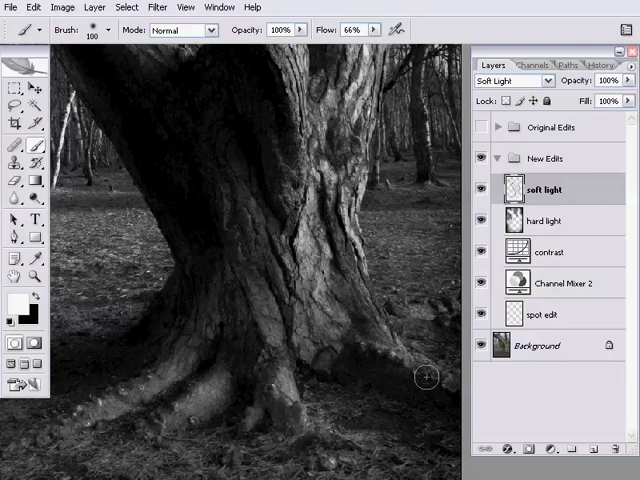 File Edit Image Layer Select Filter View Window Help
Brush: 100 Mode: Normal Opacity: 100% Flow: 66%
Layers Channels Paths History
Soft Light Opacity: 100%
Lock: Fill: 100%
Original Edits
New Edits
soft light
hard light
contrast
Channel Mixer 2
spot edit
Background